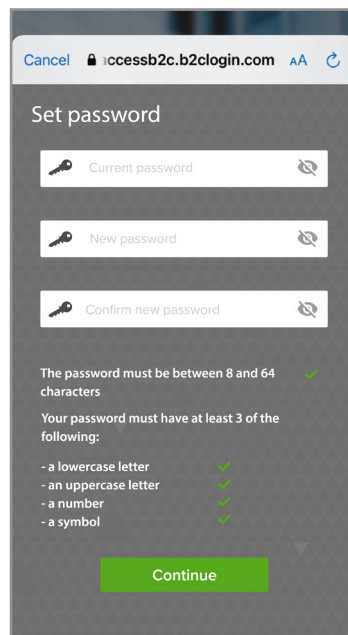 Cancel ccessb2c.b2clogin.com AA
Set password
Current password
New password
Confirm new password
The password must be between 8 and 64
characters
Your password must have at least 3 of the
following:
- a lowercase letter
- an uppercase letter
- a number
- a symbol
Continue